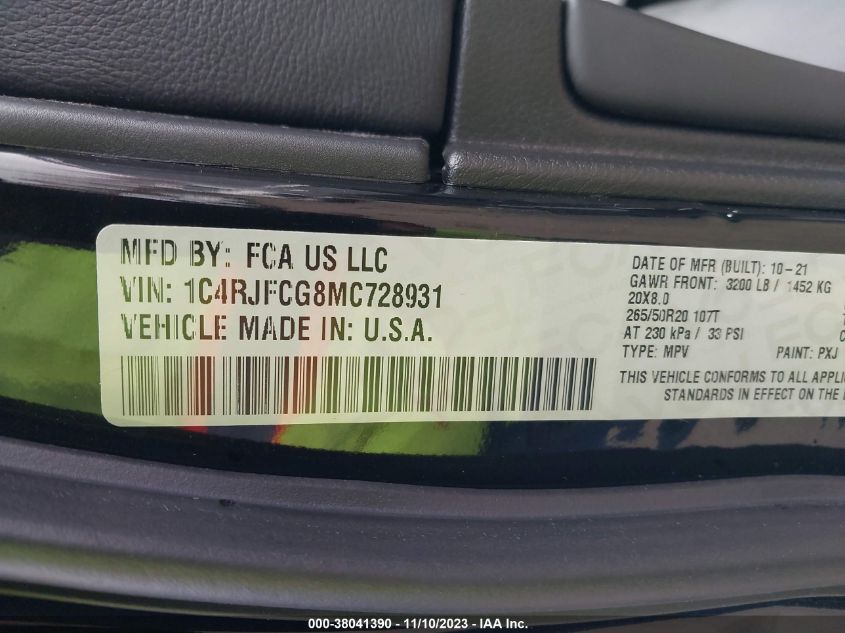 MFD BY: FCA US LLC
VIN: 1C4RJFCG8MC728931
VEHICLE MADE IN: U.S.A.
DATE OF MFR (BUILT): 10-21
GAWR FRONT: 3200 LB / 1452 KG
20X8.0
265/50R20 107T
AT 230 kPa / 33 PSI
TYPE: MPV PAINT: PXJ
THIS VEHICLE CONFORMS TO ALL
STANDARDS IN EFFECT ON THE
000-38041390 - 11/10/2023 - IAA Inc.